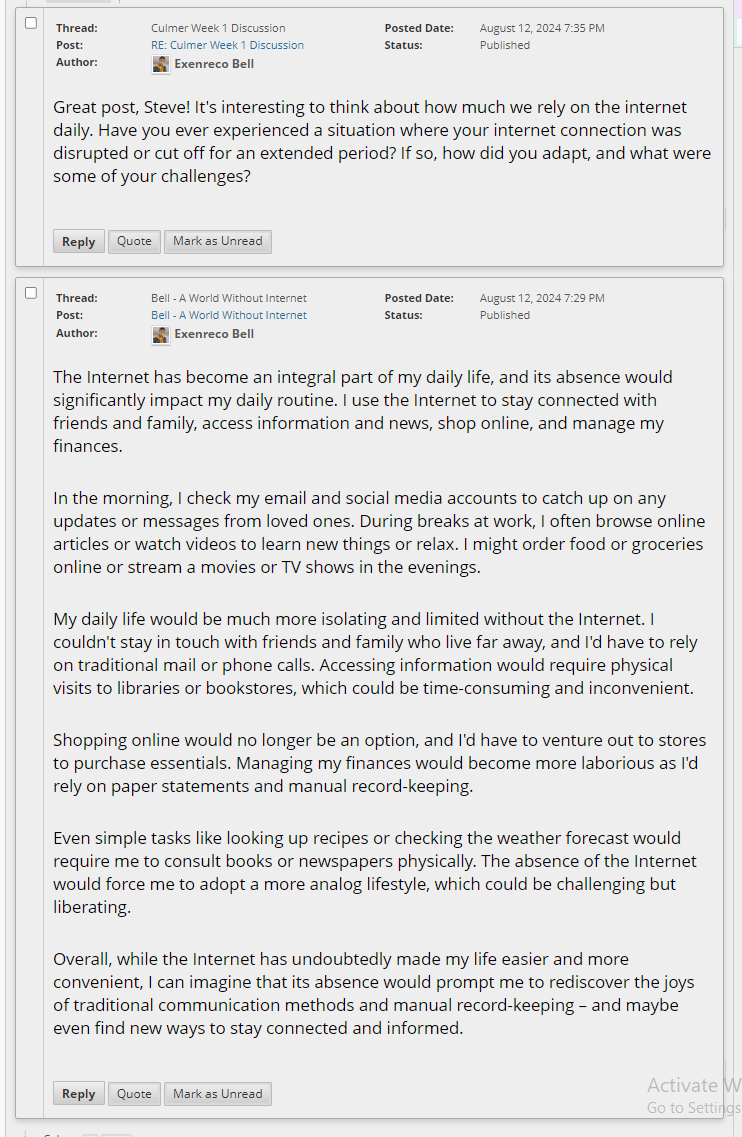 Thread: Culmer Week 1 Discussion Posted Date: August 12, 2024 7:35 PM
Post: RE: Culmer Week 1 Discussion Status: Published
Author: Exenreco Bell
Great post, Steve! It's interesting to think about how much we rely on the internet
daily. Have you ever experienced a situation where your internet connection was
disrupted or cut off for an extended period? If so, how did you adapt, and what were
some of your challenges?
Reply Quote Mark as Unread
Thread: Bell - A World Without Internet Posted Date: August 12, 2024 7:29 PM
Post: Bell - A World Without Internet Status: Published
Author: Exenreco Bell
The Internet has become an integral part of my daily life, and its absence would
significantly impact my daily routine. I use the Internet to stay connected with
friends and family, access information and news, shop online, and manage my
finances.
In the morning, I check my email and social media accounts to catch up on any
updates or messages from loved ones. During breaks at work, I often browse online
articles or watch videos to learn new things or relax. I might order food or groceries
online or stream a movies or TV shows in the evenings.
My daily life would be much more isolating and limited without the Internet. I
couldn't stay in touch with friends and family who live far away, and I'd have to rely
on traditional mail or phone calls. Accessing information would require physical
visits to libraries or bookstores, which could be time-consuming and inconvenient.
Shopping online would no longer be an option, and I'd have to venture out to stores
to purchase essentials. Managing my finances would become more laborious as I'd
rely on paper statements and manual record-keeping.
Even simple tasks like looking up recipes or checking the weather forecast would
require me to consult books or newspapers physically. The absence of the Internet
would force me to adopt a more analog lifestyle, which could be challenging but
liberating.
Overall, while the Internet has undoubtedly made my life easier and more
convenient, I can imagine that its absence would prompt me to rediscover the joys
of traditional communication methods and manual record-keeping – and maybe
even find new ways to stay connected and informed.
Reply Quote Mark as Unread
Activate W
Go to Settings